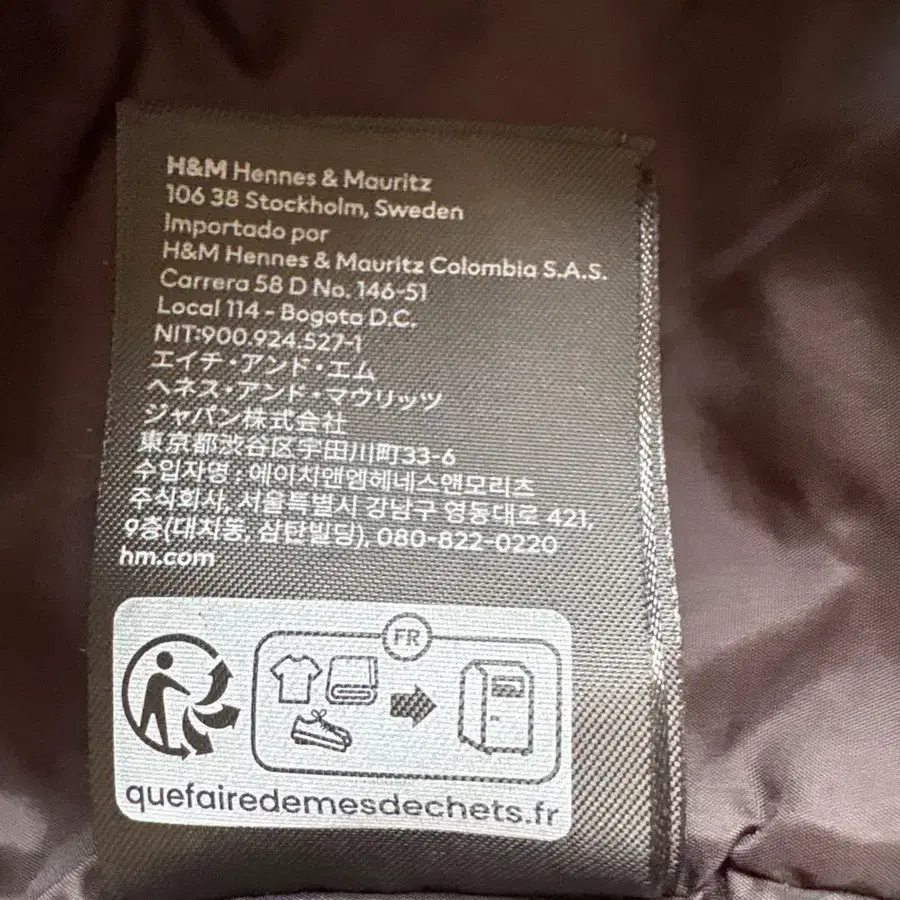 H&M Hennes & Mauritz
106 38 Stockholm, Sweden
Importado por
H&M Hennes & Mauritz Colombia S.A.S.
Carrera 58 D No. 146-51
Local 114 - Bogota D.C.
NIT:900.924.527-1
エイチ・アンド・エム
ヘネス・アンド・マウリッツ
ジャパン株式会社
東京都渋谷区宇田川町33-6
수입자명 : 에이치앤엠헤네스앤모리츠
주식회사, 서울특별시 강남구 영동대로 421,
9층(대치동, 삼탄빌딩), 080-822-0220
hm.com
FR
quefairedemesdechets.fr